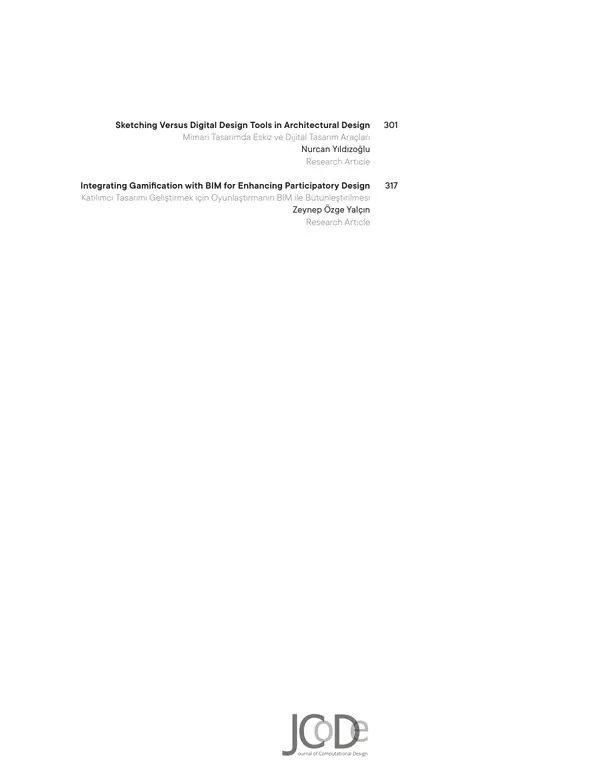 Sketching Versus Digital Design Tools in Architectural Design 301
Mimari Tasarımda Eskiz ve Dijital Tasarım Araçları
Nurcan Yıldızoğlu
Research Article
Integrating Gamification with BIM for Enhancing Participatory Design 317
Katılımcı Tasarımı Geliştirmek için Oyunlaştırmanın BIM ile Bütünleştirilmesi
Zeynep Özge Yalçın
Research Article
JCoDe
Journal of Computational Design